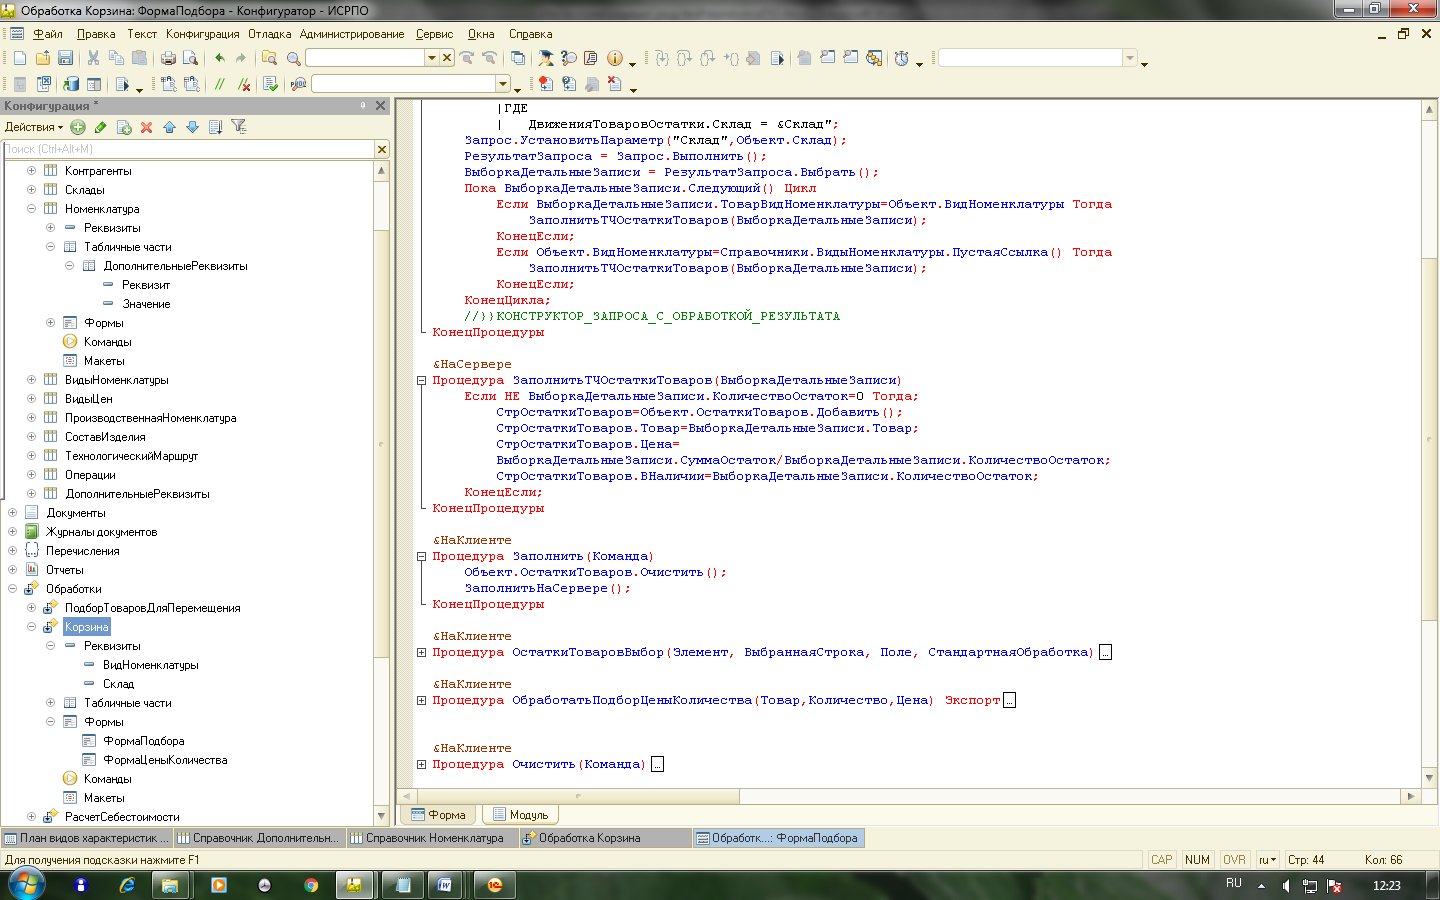 Обработка Корзина: ФормаПодбора - Конфигуратор - ИСРПО
Файл Правка Текст Конфигурация Отладка Администрирование Сервис Окна Справка
Конфигурация *
Действия
Поиск (Ctrl+Alt+M)
Контрагенты
Склады
Номенклатура
Реквизиты
Табличные части
ДополнительныеРеквизиты
Реквизит
Значение
Формы
Команды
Макеты
ВидыНоменклатуры
ВидыЦен
ПроизводственнаяНоменклатура
СоставИзделия
ТехнологическийМаршрут
Операции
ДополнительныеРеквизиты
Документы
Журналы документов
Перечисления
Отчеты
Обработки
ПодборТоваровДляПеремещения
Корзина
Реквизиты
ВидНоменклатуры
Склад
Табличные части
Формы
ФормаПодбора
ФормаЦеныКоличества
Команды
Макеты
РасчетСебестоимости
|ГДЕ
|   ДвиженияТоваровОстатки.Склад = &Склад";
Запрос.УстановитьПараметр("Склад",Объект.Склад);
РезультатЗапроса = Запрос.Выполнить();
ВыборкаДетальныеЗаписи = РезультатЗапроса.Выбрать();
Пока ВыборкаДетальныеЗаписи.Следующий() Цикл
Если ВыборкаДетальныеЗаписи.ТоварВидНоменклатуры=Объект.ВидНоменклатуры Тогда
ЗаполнитьТЧОстаткиТоваров(ВыборкаДетальныеЗаписи);
КонецЕсли;
Если Объект.ВидНоменклатуры=Справочники.ВидыНоменклатуры.ПустаяСсылка() Тогда
ЗаполнитьТЧОстаткиТоваров(ВыборкаДетальныеЗаписи);
КонецЕсли;
КонецЦикла;
//}}КОНСТРУКТОР_ЗАПРОСА_С_ОБРАБОТКОЙ_РЕЗУЛЬТАТА
КонецПроцедуры
&НаСервере
Процедура ЗаполнитьТЧОстаткиТоваров(ВыборкаДетальныеЗаписи)
Если НЕ ВыборкаДетальныеЗаписи.КоличествоОстаток=0 Тогда;
СтрОстаткиТоваров=Объект.ОстаткиТоваров.Добавить();
СтрОстаткиТоваров.Товар=ВыборкаДетальныеЗаписи.Товар;
СтрОстаткиТоваров.Цена=
ВыборкаДетальныеЗаписи.СуммаОстаток/ВыборкаДетальныеЗаписи.КоличествоОстаток;
СтрОстаткиТоваров.ВНаличии=ВыборкаДетальныеЗаписи.КоличествоОстаток;
КонецЕсли;
КонецПроцедуры
&НаКлиенте
Процедура Заполнить(Команда)
Объект.ОстаткиТоваров.Очистить();
ЗаполнитьНаСервере();
КонецПроцедуры
&НаКлиенте
Процедура ОстаткиТоваровВыбор(Элемент, ВыбраннаяСтрока, Поле, СтандартнаяОбработка)...
&НаКлиенте
Процедура ОбработатьПодборЦеныКоличества(Товар,Количество,Цена) Экспорт...
&НаКлиенте
Процедура Очистить(Команда)...
Форма Модуль
План видов характеристик ... Справочник Дополнительн... Справочник Номенклатура Обработка Корзина Обработк...: ФормаПодбора
Для получения подсказки нажмите F1 CAP NUM OVR ru Стр: 44 Кол: 66
RU 12:23